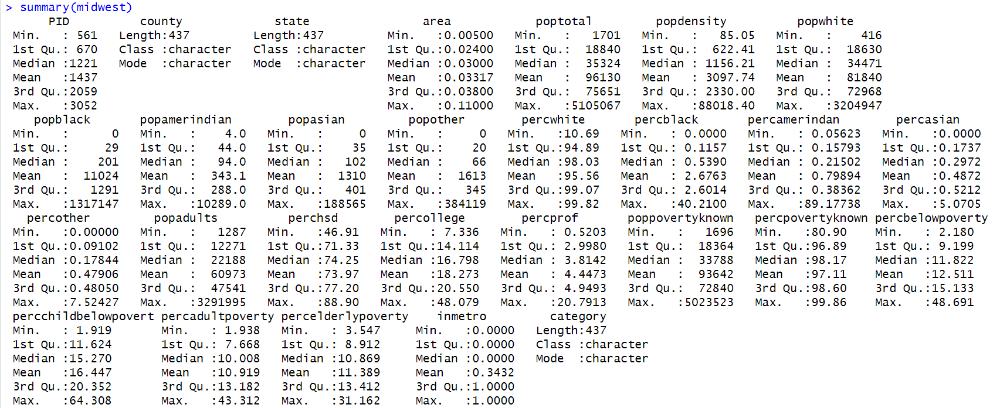 > summary(midwest)
PID county state area poptotal popdensity popwhite
Min. : 561 Length:437 Length:437 Min. :0.00500 Min. : 1701 Min. : 85.05 Min. : 416
1st Qu.: 670 Class :character Class :character 1st Qu.:0.02400 1st Qu.: 18840 1st Qu.: 622.41 1st Qu.: 18630
Median :1221 Mode :character Mode :character Median :0.03000 Median : 35324 Median : 1156.21 Median : 34471
Mean :1437 Mean :0.03317 Mean : 96130 Mean : 3097.74 Mean : 81840
3rd Qu.:2059 3rd Qu.:0.03800 3rd Qu.: 75651 3rd Qu.: 2330.00 3rd Qu.: 72968
Max. :3052 Max. :0.11000 Max. :5105067 Max. :88018.40 Max. :3204947
popblack popamerindian popasian popother percwhite percblack percamerindan percasian
Min. : 0 Min. : 4.0 Min. : 0 Min. : 0 Min. :10.69 Min. : 0.0000 Min. : 0.05623 Min. :0.0000
1st Qu.: 29 1st Qu.: 44.0 1st Qu.: 35 1st Qu.: 20 1st Qu.:94.89 1st Qu.: 0.1157 1st Qu.: 0.15793 1st Qu.:0.1737
Median : 201 Median : 94.0 Median : 102 Median : 66 Median :98.03 Median : 0.5390 Median : 0.21502 Median :0.2972
Mean : 11024 Mean : 343.1 Mean : 1310 Mean : 1613 Mean :95.56 Mean : 2.6763 Mean : 0.79894 Mean :0.4872
3rd Qu.: 1291 3rd Qu.: 288.0 3rd Qu.: 401 3rd Qu.: 345 3rd Qu.:99.07 3rd Qu.: 2.6014 3rd Qu.: 0.38362 3rd Qu.:0.5212
Max. :1317147 Max. :10289.0 Max. :188565 Max. :384119 Max. :99.82 Max. :40.2100 Max. :89.17738 Max. :5.0705
percother popadults perchsd percollege percprof poppovertyknown percpovertyknown percbelowpoverty
Min. :0.00000 Min. : 1287 Min. :46.91 Min. : 7.336 Min. : 0.5203 Min. : 1696 Min. :80.90 Min. : 2.180
1st Qu.:0.09102 1st Qu.: 12271 1st Qu.:71.33 1st Qu.:14.114 1st Qu.: 2.9980 1st Qu.: 18364 1st Qu.:96.89 1st Qu.: 9.199
Median :0.17844 Median : 22188 Median :74.25 Median :16.798 Median : 3.8142 Median : 33788 Median :98.17 Median :11.822
Mean :0.47906 Mean : 60973 Mean :73.97 Mean :18.273 Mean : 4.4473 Mean : 93642 Mean :97.11 Mean :12.511
3rd Qu.:0.48050 3rd Qu.: 47541 3rd Qu.:77.20 3rd Qu.:20.550 3rd Qu.: 4.9493 3rd Qu.: 72840 3rd Qu.:98.60 3rd Qu.:15.133
Max. :7.52427 Max. :3291995 Max. :88.90 Max. :48.079 Max. :20.7913 Max. :5023523 Max. :99.86 Max. :48.691
percchildbelowpovert percadultpoverty percelderlypoverty inmetro category
Min. : 1.919 Min. : 1.938 Min. : 3.547 Min. :0.0000 Length:437
1st Qu.:11.624 1st Qu.: 7.668 1st Qu.: 8.912 1st Qu.:0.0000 Class :character
Median :15.270 Median :10.008 Median :10.869 Median :0.0000 Mode :character
Mean :16.447 Mean :10.919 Mean :11.389 Mean :0.3432
3rd Qu.:20.352 3rd Qu.:13.182 3rd Qu.:13.412 3rd Qu.:1.0000
Max. :64.308 Max. :43.312 Max. :31.162 Max. :1.0000